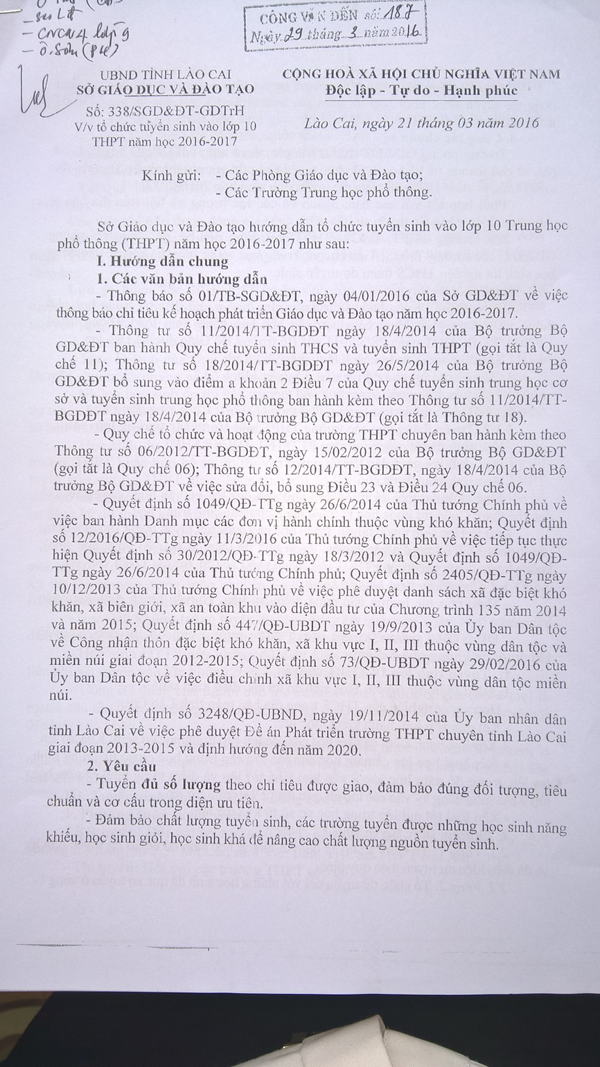 - CNCN4 lớp 9
CÔNG VĂN ĐẾN số: 187
Ngày 29 tháng 3 năm 2016
UBND TỈNH LÀO CAI
SỞ GIÁO DỤC VÀ ĐÀO TẠO
CỘNG HOÀ XÃ HỘI CHỦ NGHĨA VIỆT NAM
Độc lập - Tự do - Hạnh phúc
Số: 338/SGD&ĐT-GDTrH
V/v tổ chức tuyển sinh vào lớp 10
THPT năm học 2016-2017
Lào Cai, ngày 21 tháng 03 năm 2016
Kính gửi: - Các Phòng Giáo dục và Đào tạo;
- Các Trường Trung học phổ thông.
Sở Giáo dục và Đào tạo hướng dẫn tổ chức tuyển sinh vào lớp 10 Trung học
phổ thông (THPT) năm học 2016-2017 như sau:
I. Hướng dẫn chung
1. Các văn bản hướng dẫn
- Thông báo số 01/TB-SGD&ĐT, ngày 04/01/2016 của Sở GD&ĐT về việc
thông báo chỉ tiêu kế hoạch phát triển Giáo dục và Đào tạo năm học 2016-2017.
- Thông tư số 11/2014/TT-BGDĐT ngày 18/4/2014 của Bộ trưởng Bộ
GD&ĐT ban hành Quy chế tuyển sinh THCS và tuyển sinh THPT (gọi tắt là Quy
chế 11); Thông tư số 18/2014/TT-BGDĐT ngày 26/5/2014 của Bộ trưởng Bộ
GD&ĐT bổ sung vào điểm a khoản 2 Điều 7 của Quy chế tuyển sinh trung học cơ
sở và tuyển sinh trung học phổ thông ban hành kèm theo Thông tư số 11/2014/TT-
BGDĐT ngày 18/4/2014 của Bộ trưởng Bộ GD&ĐT (gọi tắt là Thông tư 18).
- Quy chế tổ chức và hoạt động của trường THPT chuyên ban hành kèm theo
Thông tư số 06/2012/TT-BGDĐT, ngày 15/02/2012 của Bộ trưởng Bộ GD&ĐT
(gọi tắt là Quy chế 06); Thông tư số 12/2014/TT-BGDĐT, ngày 18/4/2014 của Bộ
trưởng Bộ GD&ĐT về việc sửa đổi, bổ sung Điều 23 và Điều 24 Quy chế 06.
- Quyết định số 1049/QĐ-TTg ngày 26/6/2014 của Thủ tướng Chính phủ về
việc ban hành Danh mục các đơn vị hành chính thuộc vùng khó khăn; Quyết định
số 12/2016/QĐ-TTg ngày 11/3/2016 của Thủ tướng Chính phủ về việc tiếp tục thực
hiện Quyết định số 30/2012/QĐ-TTg ngày 18/3/2012 và Quyết định số 1049/QĐ-
TTg ngày 26/6/2014 của Thủ tướng Chính phủ; Quyết định số 2405/QĐ-TTg ngày
10/12/2013 của Thủ tướng Chính phủ về việc phê duyệt danh sách xã đặc biệt khó
khăn, xã biên giới, xã an toàn khu vào diện đầu tư của Chương trình 135 năm 2014
và năm 2015; Quyết định số 447/QĐ-UBDT ngày 19/9/2013 của Ủy ban Dân tộc
về Công nhận thôn đặc biệt khó khăn, xã khu vực I, II, III thuộc vùng dân tộc và
miền núi giai đoạn 2012-2015; Quyết định số 73/QĐ-UBDT ngày 29/02/2016 của
Ủy ban Dân tộc về việc điều chỉnh xã khu vực I, II, III thuộc vùng dân tộc miền
núi.
- Quyết định số 3248/QĐ-UBND, ngày 19/11/2014 của Ủy ban nhân dân
tỉnh Lào Cai về việc phê duyệt Đề án Phát triển trường THPT chuyên tỉnh Lào Cai
giai đoạn 2013-2015 và định hướng đến năm 2020.
2. Yêu cầu
- Tuyển đủ số lượng theo chỉ tiêu được giao, đảm bảo đúng đối tượng, tiêu
chuẩn và cơ cấu trong diện ưu tiên.
- Đảm bảo chất lượng tuyển sinh, các trường tuyển được những học sinh năng
khiếu, học sinh giỏi, học sinh khá để nâng cao chất lượng nguồn tuyển sinh.